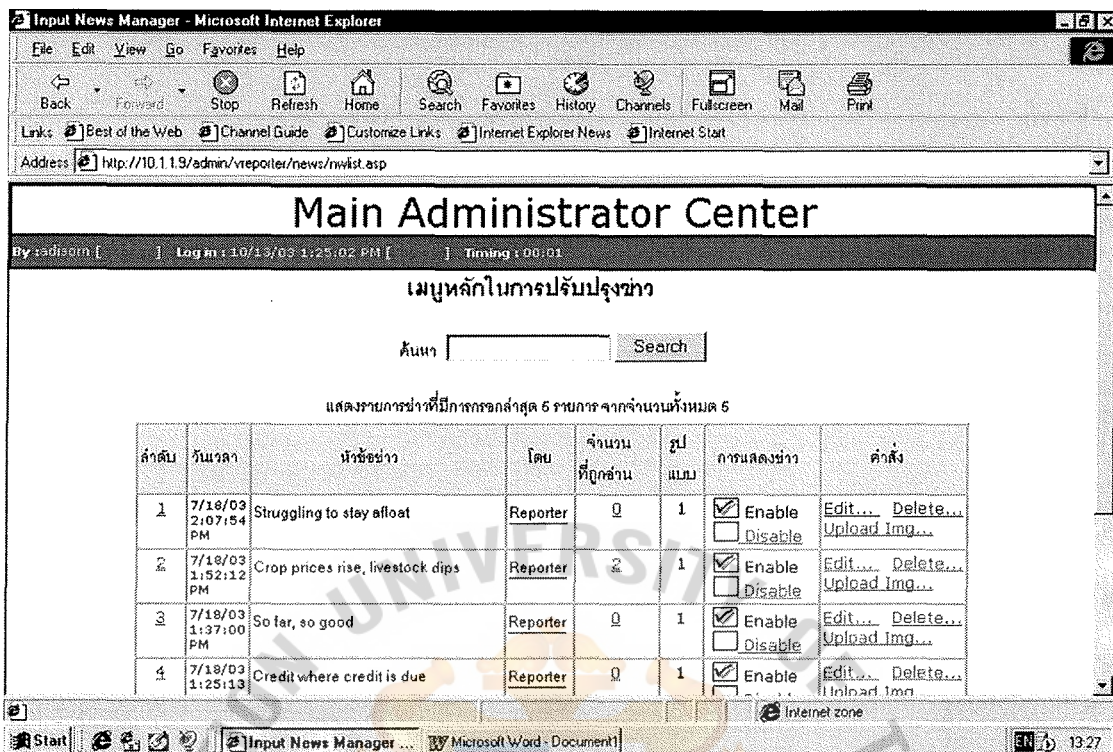 Input News Manager - Microsoft Internet Explorer
File Edit View Go Favorites Help
Back Forward Stop Refresh Home Search Favorites History Channels Fullscreen Mail Print
Links Best of the Web Channel Guide Customize Links Internet Explorer News Internet Start
Address http://10.1.1.9/admin/vreporter/news/nwlist.asp
Main Administrator Center
By :adisorn [ ] Log in : 10/13/03 1:25:02 PM [ ] Timing : 00:01
เมนูหลักในการปรับปรุงข่าว
ค้นหา Search
แสดงรายการข่าวที่มีการกรอกล่าสุด 6 รายการ จากจำนวนทั้งหมด 6
ลำดับ วันเวลา หัวข้อข่าว โดย จำนวนที่ถูกอ่าน รูปแบบ การแสดงข่าว คำสั่ง
1 7/18/03 2:07:54 PM Struggling to stay afloat Reporter 0 1 Enable Disable Edit... Delete... Upload Img...
2 7/18/03 1:52:12 PM Crop prices rise, livestock dips Reporter 2 1 Enable Disable Edit... Delete... Upload Img...
3 7/18/03 1:37:00 PM So far, so good Reporter 0 1 Enable Disable Edit... Delete... Upload Img...
4 7/18/03 1:25:13 Credit where credit is due Reporter 0 1 Enable Edit... Delete... Upload Img...
Internet zone
Start Input News Manager ... Microsoft Word - Document1 EN 13:27